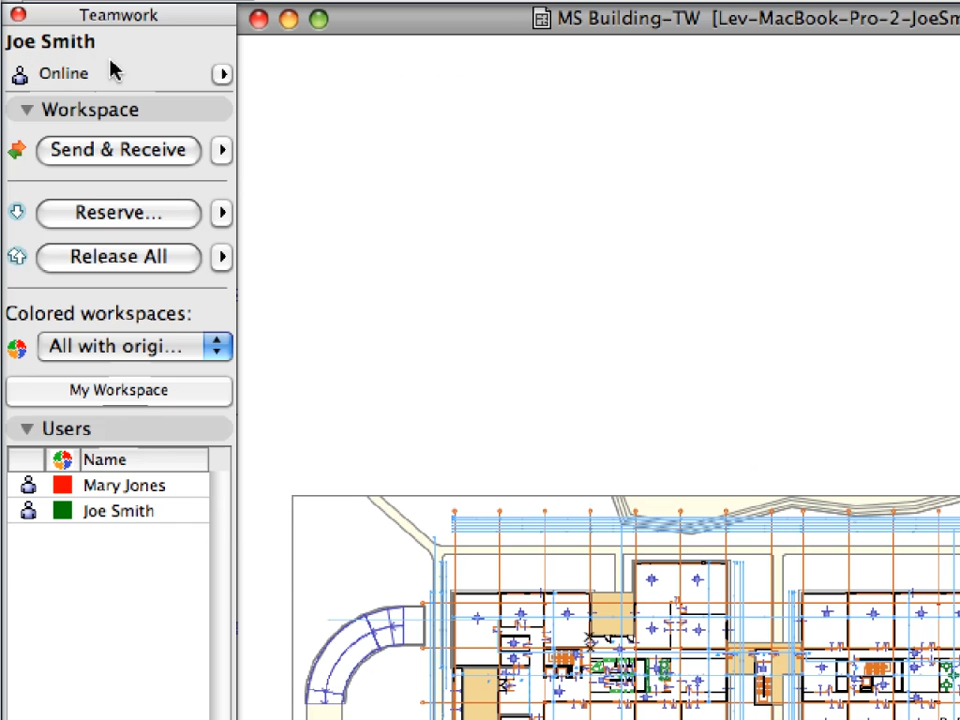 Teamwork
MS Building-TW [Lev-MacBook-Pro-2-JoeSm
Joe Smith
Online
Workspace
Send & Receive
Reserve...
Release All
Colored workspaces:
All with origi...
My Workspace
Users
Name
Mary Jones
Joe Smith